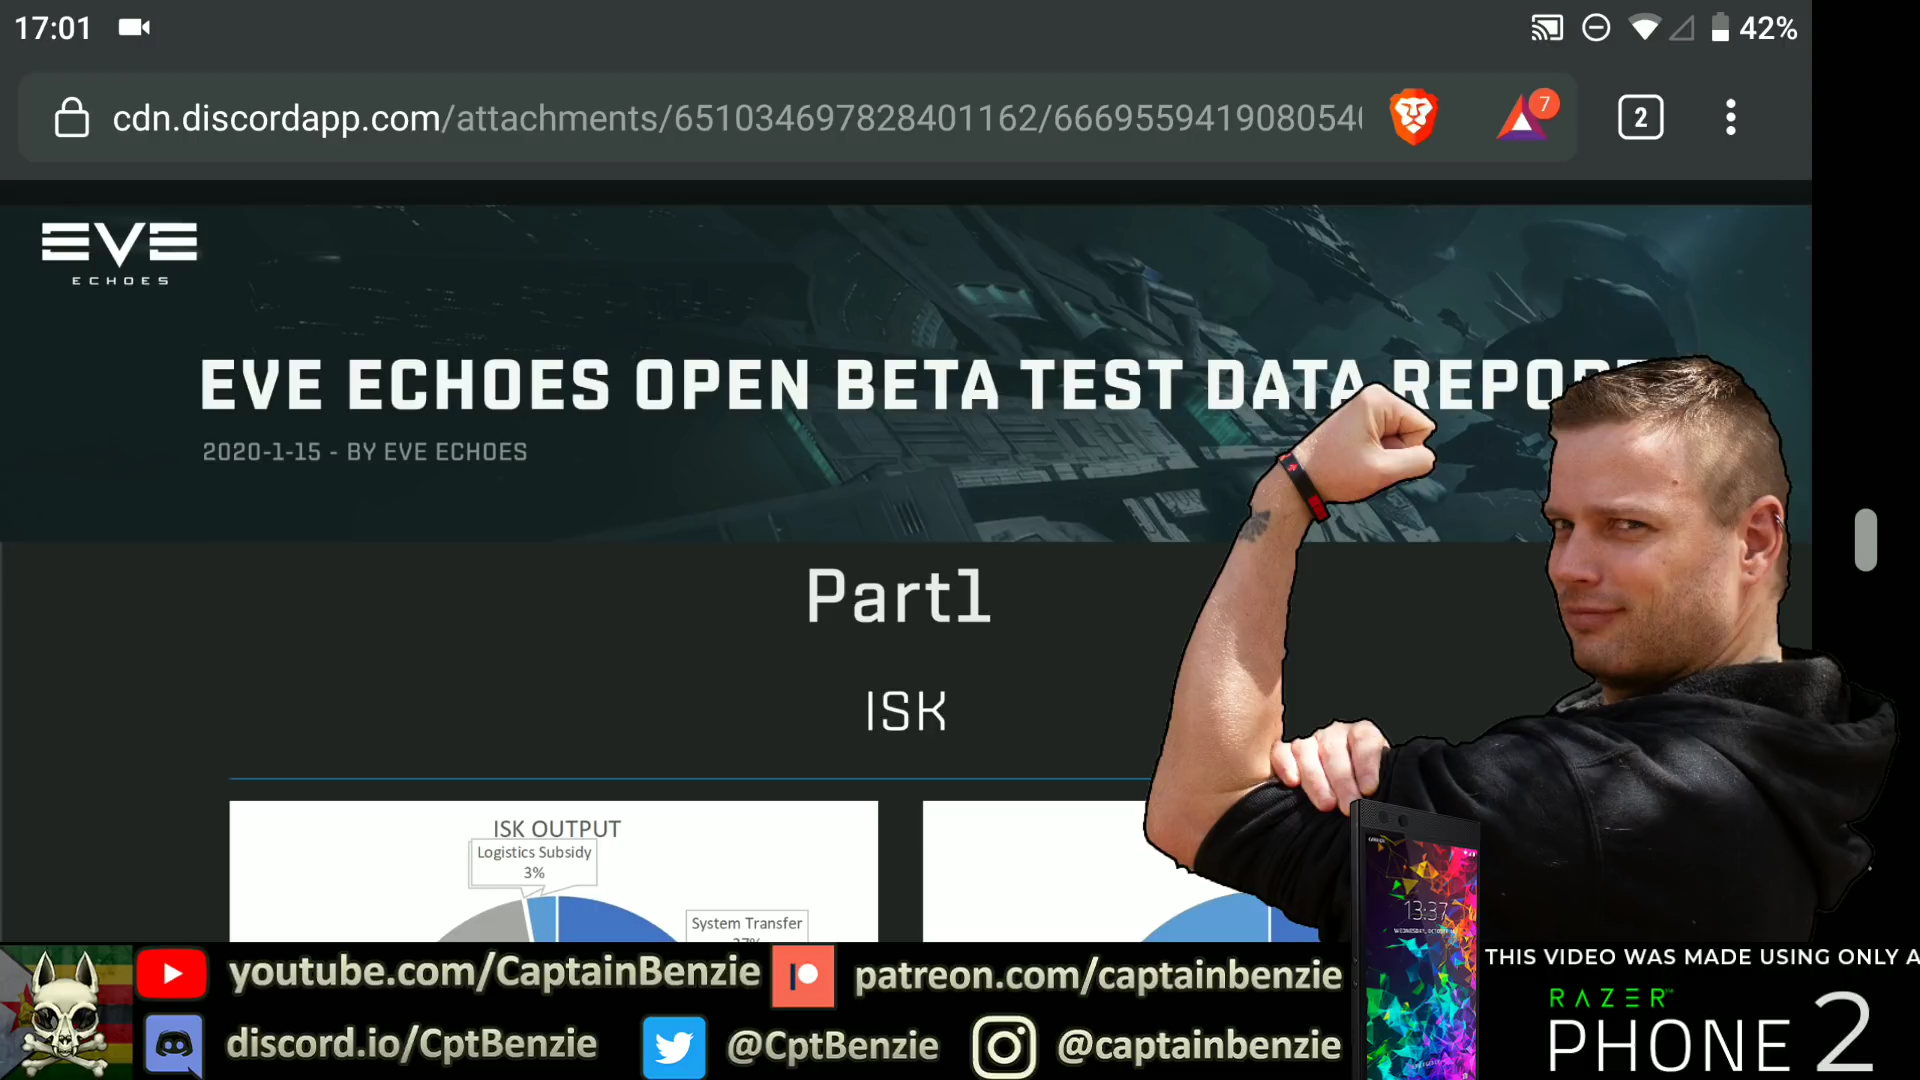 17:01
42%
cdn.discordapp.com/attachments/651034697828401162/66695594190805​4
7
2
EVE
ECHOES
EVE ECHOES OPEN BETA TEST DATA REPO
2020-1-15 - BY EVE ECHOES
Part1
ISK
ISK OUTPUT
Logistics Subsidy
3%
System Transfer
13:37
youtube.com/CaptainBenzie
patreon.com/captainbenzie
THIS VIDEO WAS MADE USING ONLY A
RAZER™
PHONE 2
discord.io/CptBenzie
@CptBenzie
@captainbenzie